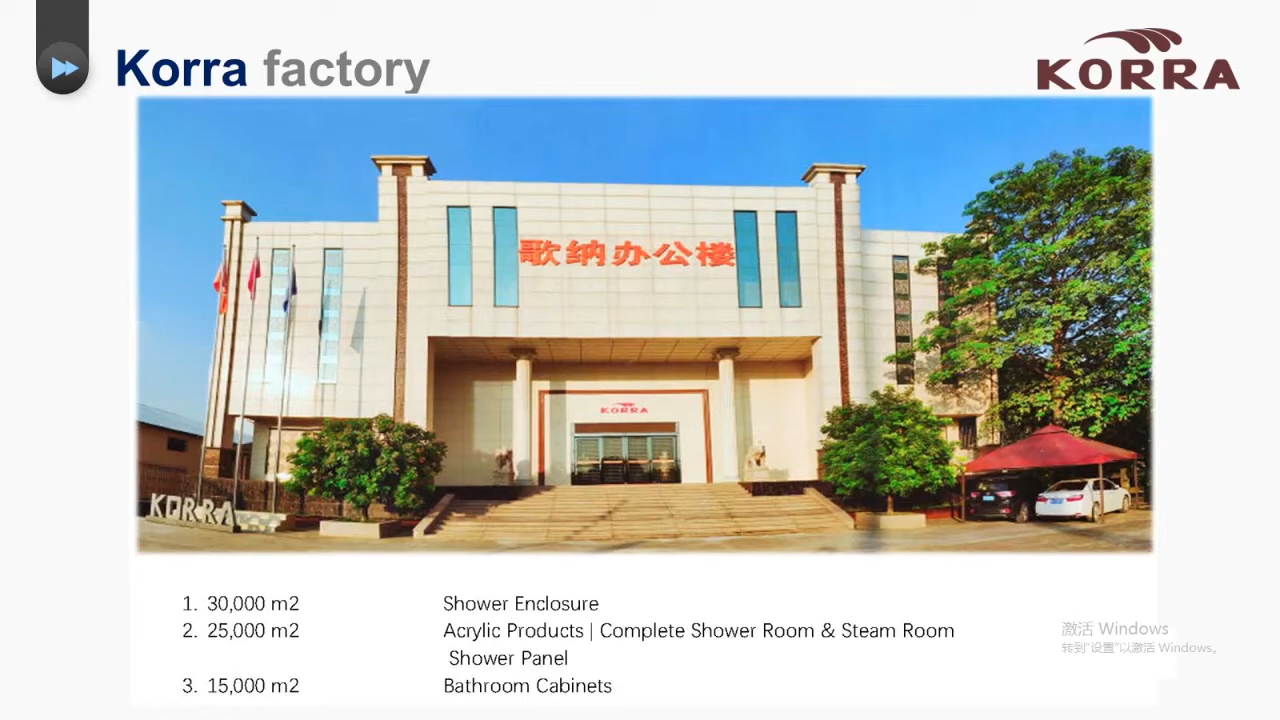 Korra factory
KORRA
歌纳办公楼
KORRA
KORRA
1. 30,000 m2 Shower Enclosure
2. 25,000 m2 Acrylic Products | Complete Shower Room & Steam Room
Shower Panel
3. 15,000 m2 Bathroom Cabinets
激活 Windows
转到"设置"以激活 Windows。